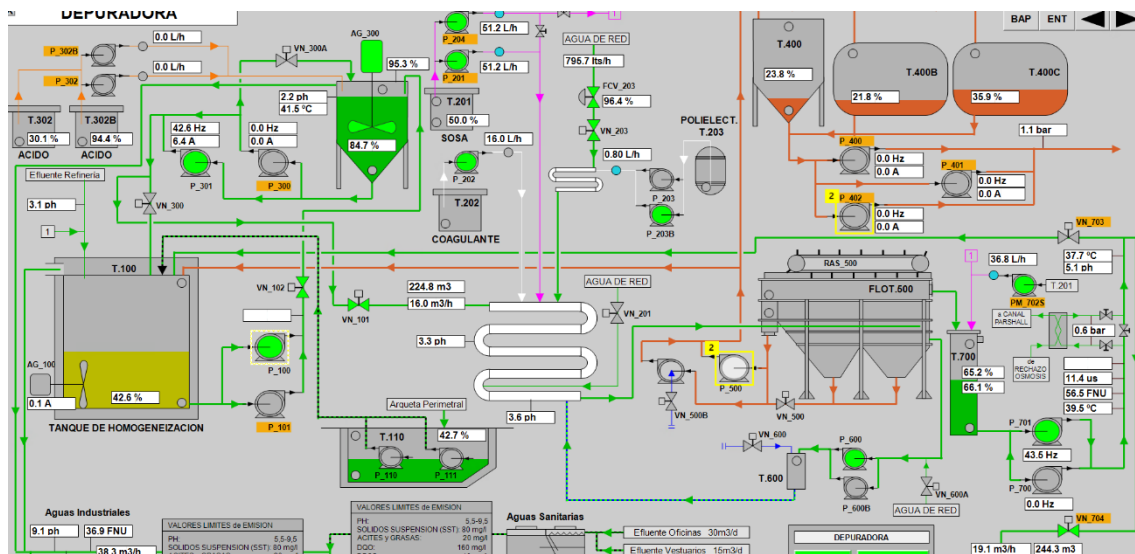 DEPURADORA
BAP
ENT
P_302B
0.0 L/h
P_302
0.0 L/h
VN_300A
AG_300
95.3 %
2.2 ph
41.5 ºC
84.7 %
T.302
30.1 %
ACIDO
T.302B
94.4 %
ACIDO
42.6 Hz
6.4 A
P_301
0.0 Hz
0.0 A
P_300
P_204
51.2 L/h
P_201
51.2 L/h
1
T.201
50.0 %
SOSA
16.0 L/h
P_202
T.202
COAGULANTE
AGUA DE RED
795.7 lts/h
FCV_203
96.4 %
VN_203
0.80 L/h
POLIELECT.
T.203
P_203
P_203B
T.400
23.8 %
T.400B
21.8 %
T.400C
35.9 %
1.1 bar
P_400
0.0 Hz
0.0 A
P_401
0.0 Hz
0.0 A
2
P_402
0.0 Hz
0.0 A
Efluente Refinería
3.1 ph
1
VN_300
T.100
VN_102
P_100
P_101
AG_100
0.1 A
42.6 %
TANQUE DE HOMOGENEIZACION
VN_101
224.8 m3
16.0 m3/h
3.3 ph
3.6 ph
AGUA DE RED
VN_201
Arqueta Perimetral
T.110
42.7 %
P_110
P_111
RAS_500
FLOT.500
2
P_500
VN_500B
VN_500
VN_600
T.600
P_600
P_600B
VN_600A
AGUA DE RED
VN_703
1
36.8 L/h
PM_702S
T.201
37.7 ºC
5.1 ph
a CANAL
PARSHALL
0.6 bar
de
RECHAZO
OSMOSIS
T.700
65.2 %
66.1 %
11.4 us
56.5 FNU
39.5 ºC
P_701
43.5 Hz
P_700
0.0 Hz
VN_704
19.1 m3/h
244.3 m3
Aguas Industriales
9.1 ph
36.9 FNU
38.3 m3/h
VALORES LIMITES de EMISION
PH: 5,5-9,5
SOLIDOS SUSPENSION (SST): 80 mg/l
VALORES LIMITES de EMISION
PH: 5,5-9,5
SOLIDOS SUSPENSION (SST): 80 mg/l
ACITES y GRASAS: 20 mg/l
DQO: 160 mg/l
Aguas Sanitarias
Efluente Oficinas 30m3/d
Efluente Vestuarios 15m3/d
DEPURADORA